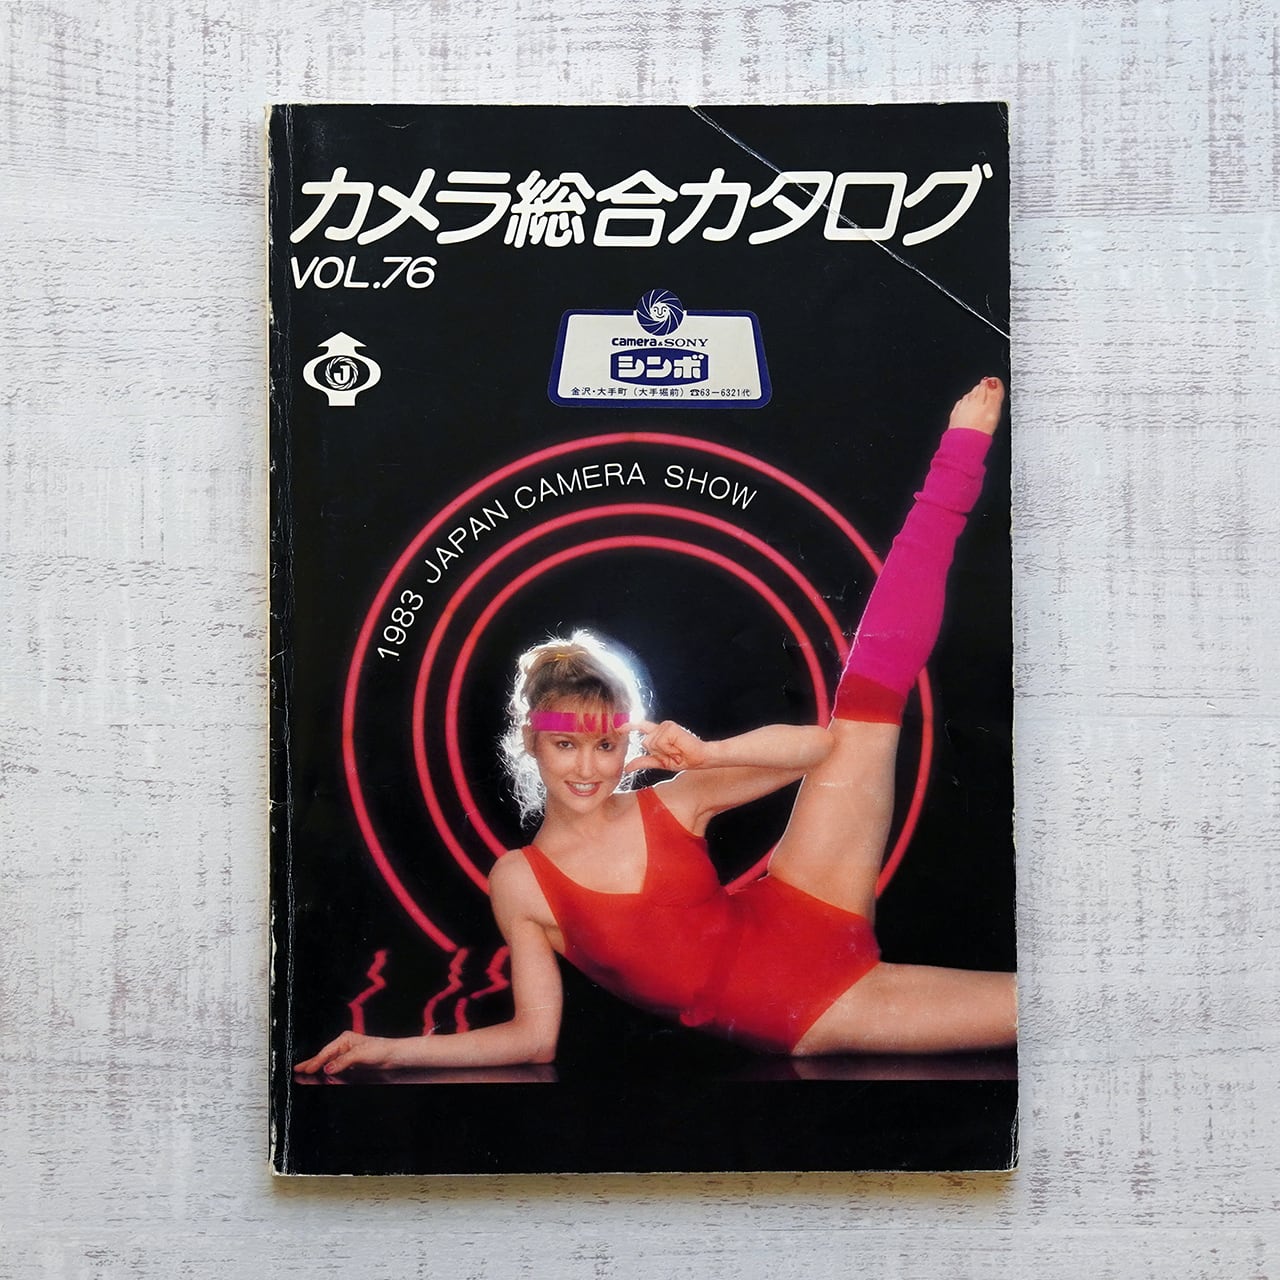 カメラ総合カタログ
VOL.76
J
camera & SONY
シンボ
金沢・大手町(大手堀前)☎63-6321代
1983 JAPAN CAMERA SHOW